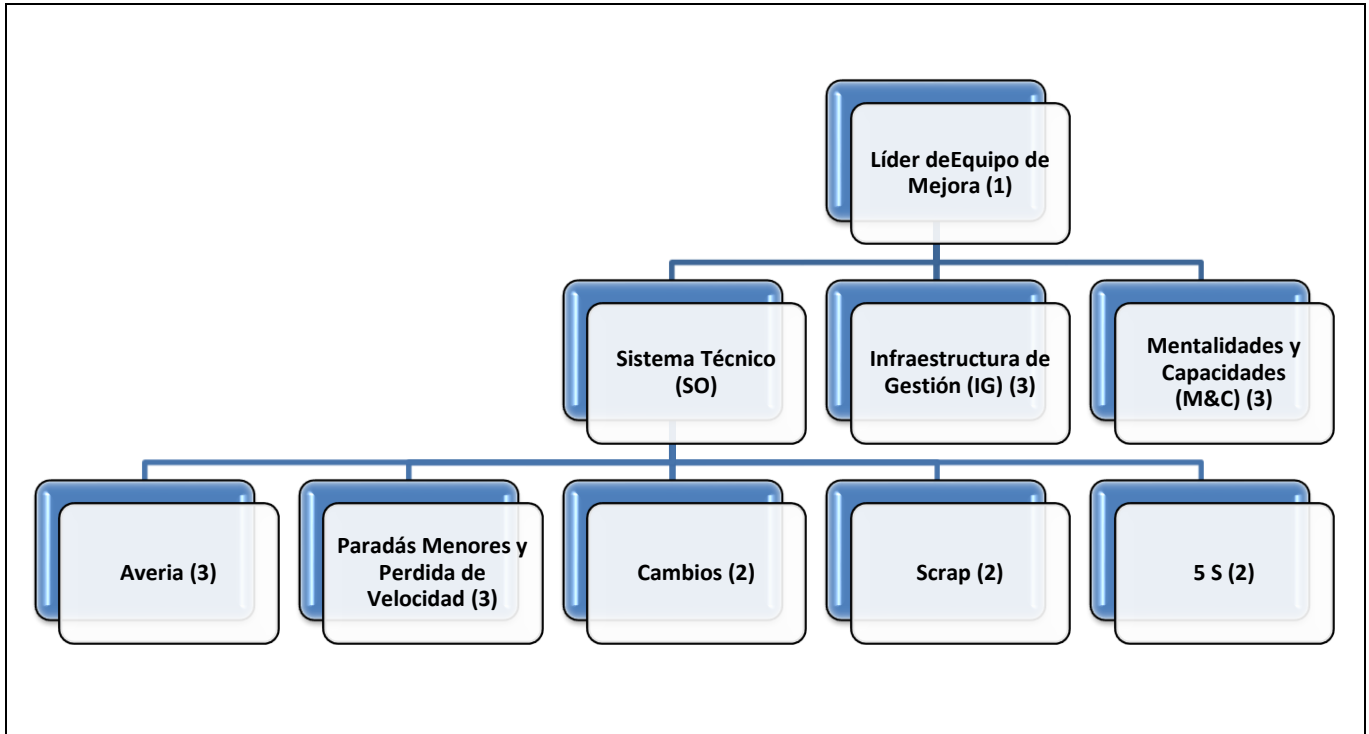 Líder deEquipo de
Mejora (1)
Sistema Técnico
(SO)
Infraestructura de
Gestión (IG) (3)
Mentalidades y
Capacidades
(M&C) (3)
Averia (3)
Paradás Menores y
Perdida de
Velocidad (3)
Cambios (2)
Scrap (2)
5 S (2)